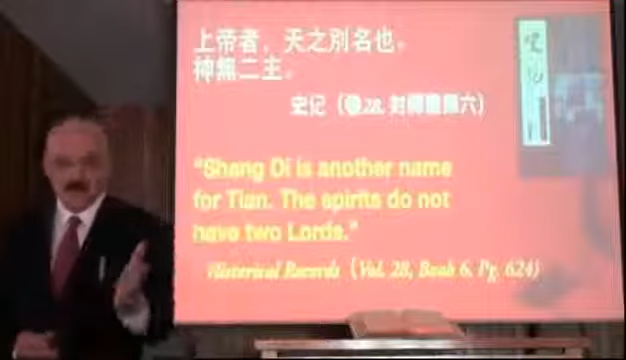 上帝者，天之別名也。
神無二主。
史记（卷28, 封禪書第六）
"Shang Di is another name
for Tian. The spirits do not
have two Lords."
Historical Records (Vol. 28, Book 6, Pg. 624)